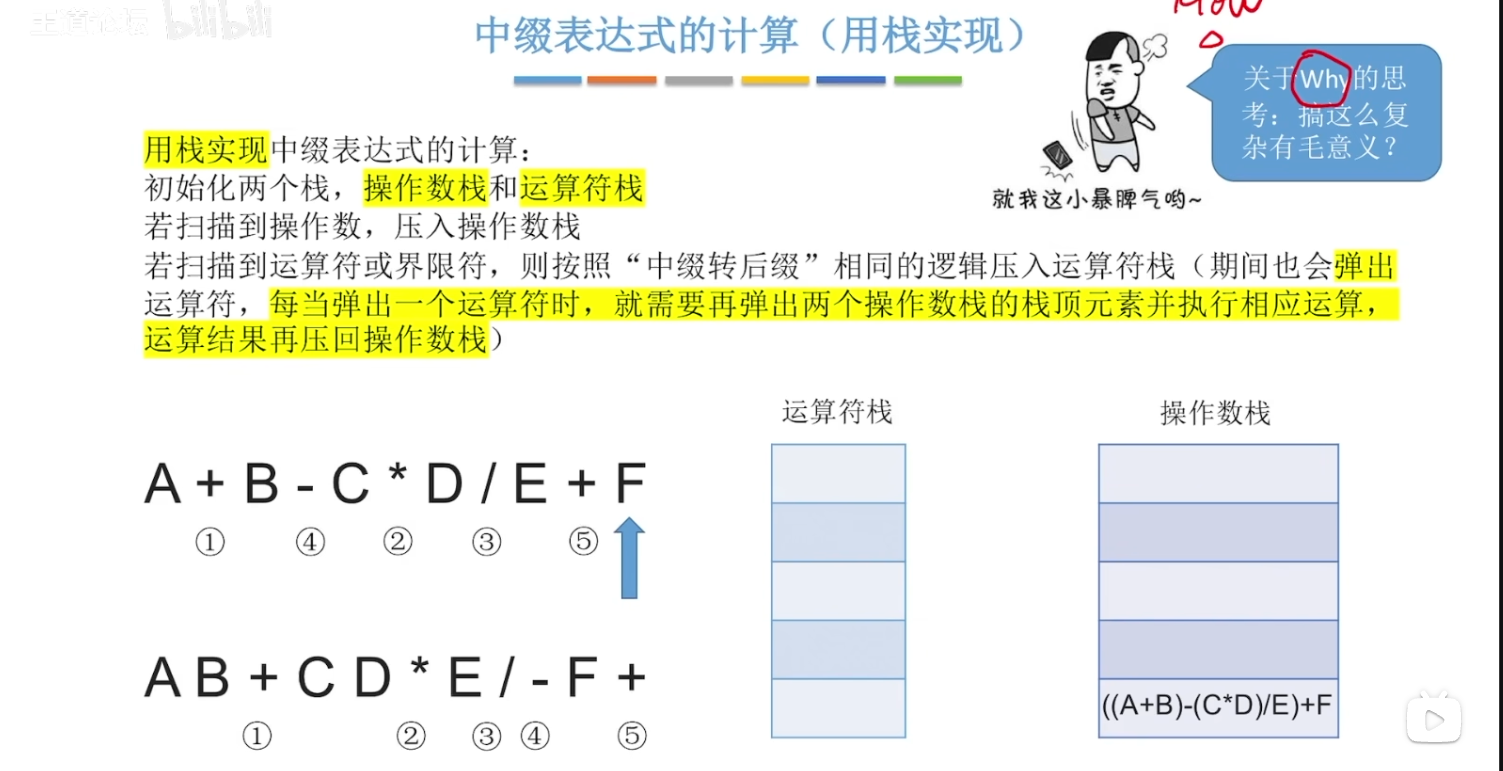 王道论坛 bilibili
中缀表达式的计算（用栈实现）
How
关于Why的思
考：搞这么复
杂有毛意义？
就我这小暴脾气哟~
用栈实现中缀表达式的计算：
初始化两个栈，操作数栈和运算符栈
若扫描到操作数，压入操作数栈
若扫描到运算符或界限符，则按照“中缀转后缀”相同的逻辑压入运算符栈（期间也会弹出
运算符，每当弹出一个运算符时，就需要再弹出两个操作数栈的栈顶元素并执行相应运算，
运算结果再压回操作数栈）
运算符栈
操作数栈
A + B - C * D / E + F
① ④ ② ③ ⑤
A B + C D * E / - F +
① ② ③ ④ ⑤
((A+B)-(C*D)/E)+F